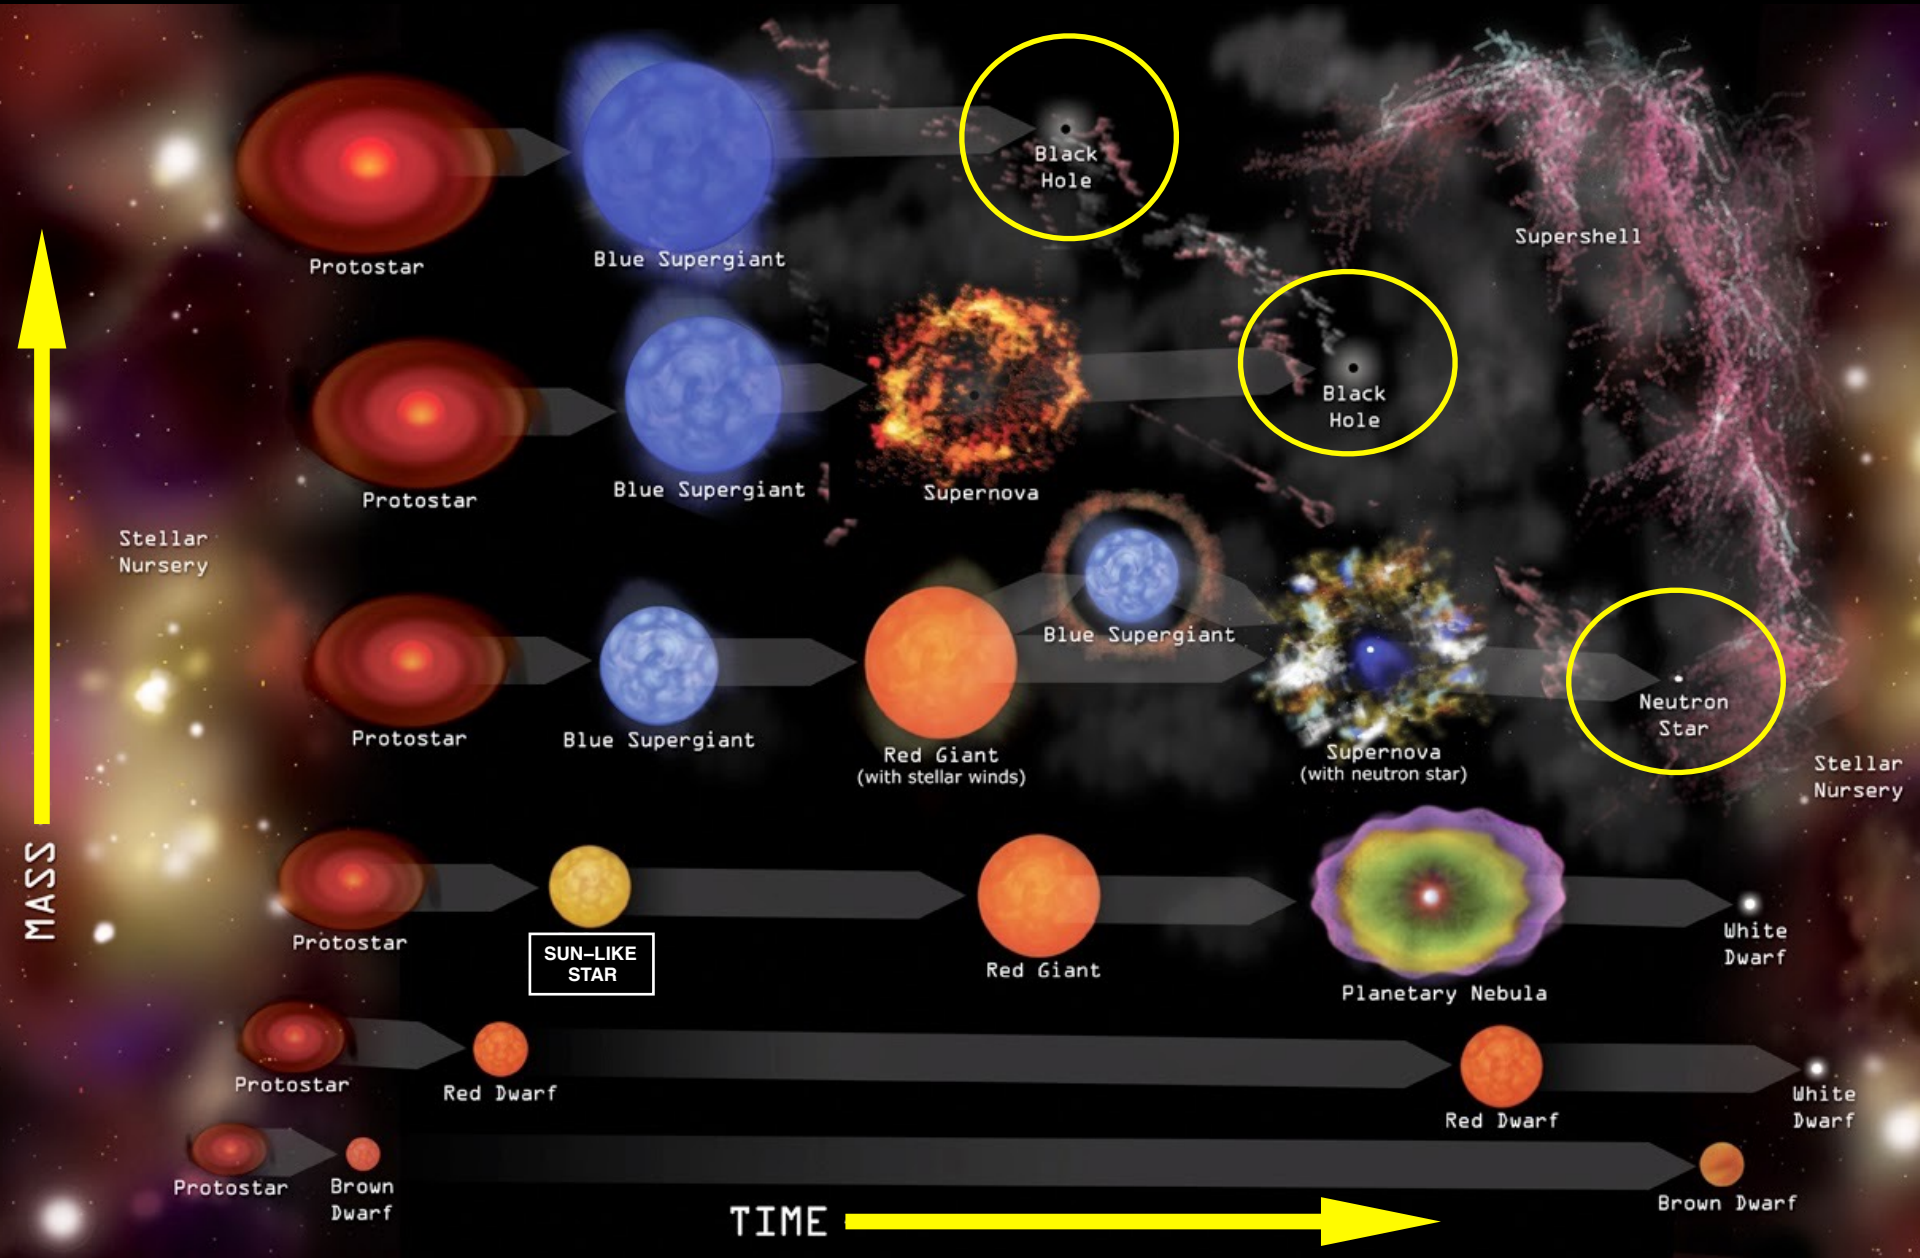 Protostar
Blue Supergiant
Black
Hole
Supershell
Protostar
Blue Supergiant
Supernova
Black
Hole
Stellar
Nursery
Protostar
Blue Supergiant
Red Giant
(with stellar winds)
Blue Supergiant
Supernova
(with neutron star)
Neutron
Star
Stellar
Nursery
MASS
Protostar
SUN-LIKE
STAR
Red Giant
Planetary Nebula
White
Dwarf
Protostar
Red Dwarf
Red Dwarf
White
Dwarf
Protostar
Brown
Dwarf
Brown Dwarf
TIME